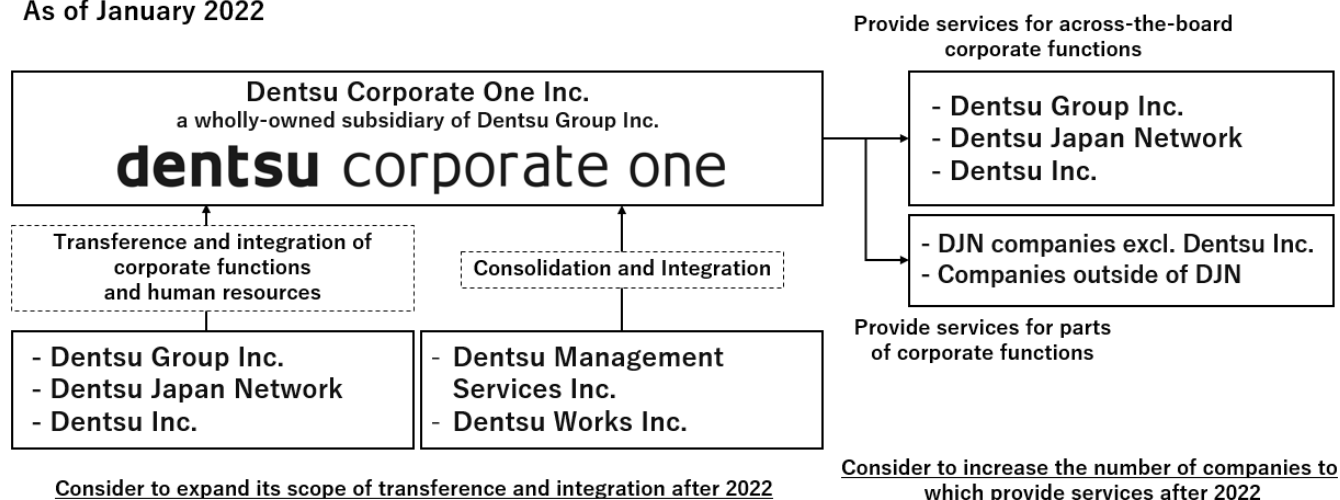 As of January 2022
Provide services for across-the-board
corporate functions
Dentsu Corporate One Inc.
a wholly-owned subsidiary of Dentsu Group Inc.
dentsu corporate one
- Dentsu Group Inc.
- Dentsu Japan Network
- Dentsu Inc.
- DJN companies excl. Dentsu Inc.
- Companies outside of DJN
Provide services for parts
of corporate functions
Transference and integration of
corporate functions
and human resources
Consolidation and Integration
- Dentsu Group Inc.
- Dentsu Japan Network
- Dentsu Inc.
- Dentsu Management
Services Inc.
- Dentsu Works Inc.
Consider to expand its scope of transference and integration after 2022
Consider to increase the number of companies to
which provide services after 2022